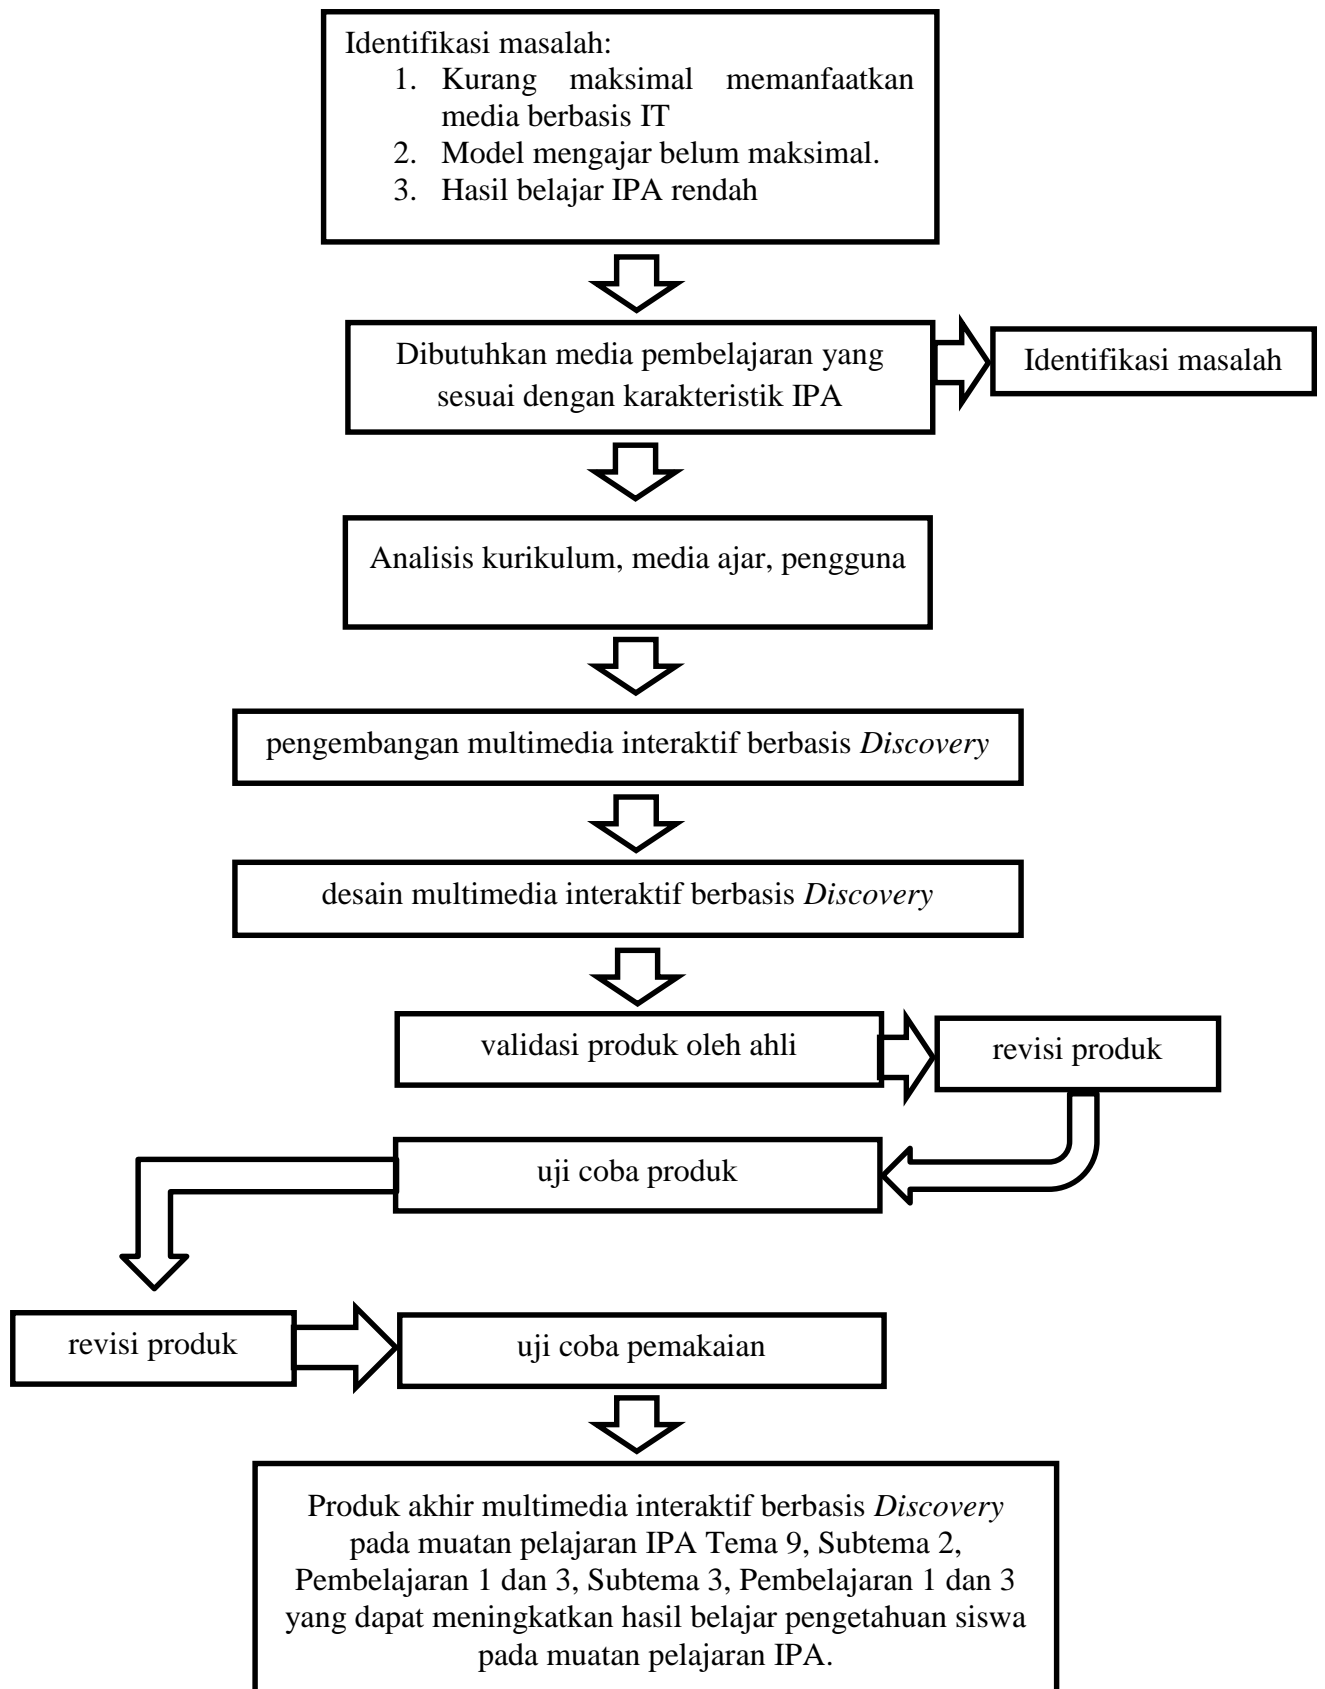 Identifikasi masalah:
1. Kurang maksimal memanfaatkan
media berbasis IT
2. Model mengajar belum maksimal.
3. Hasil belajar IPA rendah
Dibutuhkan media pembelajaran yang
sesuai dengan karakteristik IPA
Identifikasi masalah
Analisis kurikulum, media ajar, pengguna
pengembangan multimedia interaktif berbasis Discovery
desain multimedia interaktif berbasis Discovery
validasi produk oleh ahli
revisi produk
uji coba produk
revisi produk
uji coba pemakaian
Produk akhir multimedia interaktif berbasis Discovery
pada muatan pelajaran IPA Tema 9, Subtema 2,
Pembelajaran 1 dan 3, Subtema 3, Pembelajaran 1 dan 3
yang dapat meningkatkan hasil belajar pengetahuan siswa
pada muatan pelajaran IPA.